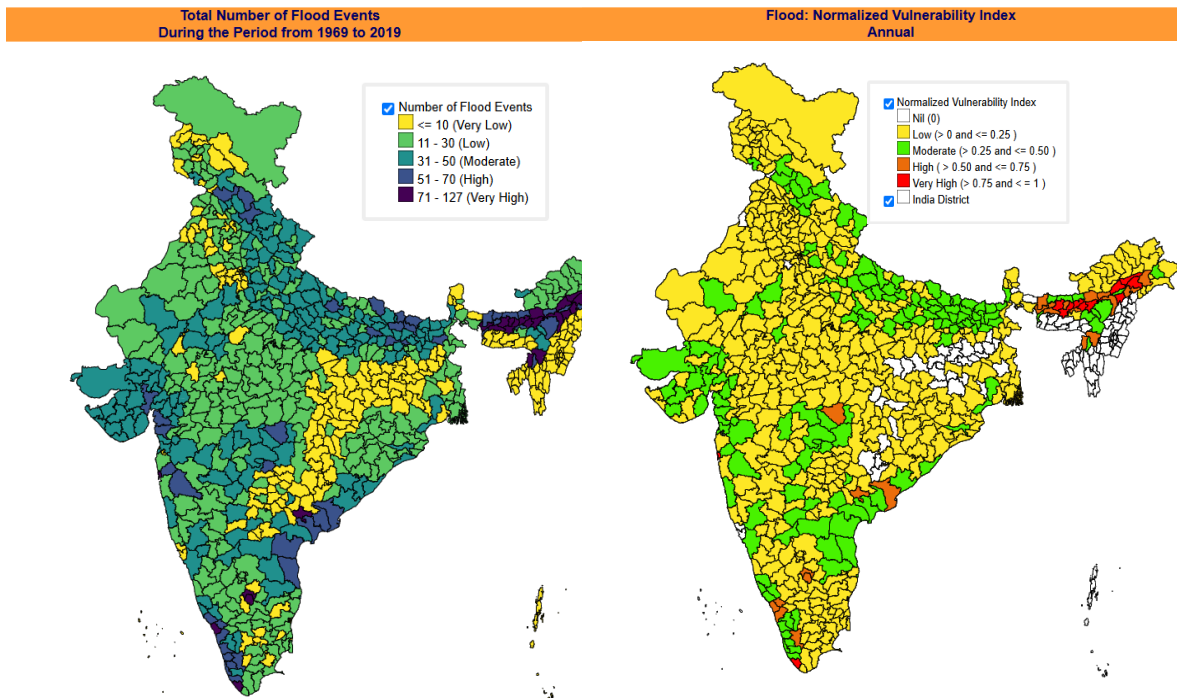 Total Number of Flood Events
During the Period from 1969 to 2019
Number of Flood Events
<= 10 (Very Low)
11 - 30 (Low)
31 - 50 (Moderate)
51 - 70 (High)
71 - 127 (Very High)
Flood: Normalized Vulnerability Index
Annual
Normalized Vulnerability Index
Nil (0)
Low (> 0 and <= 0.25 )
Moderate (> 0.25 and <= 0.50 )
High ( > 0.50 and <= 0.75 )
Very High (> 0.75 and < = 1 )
India District